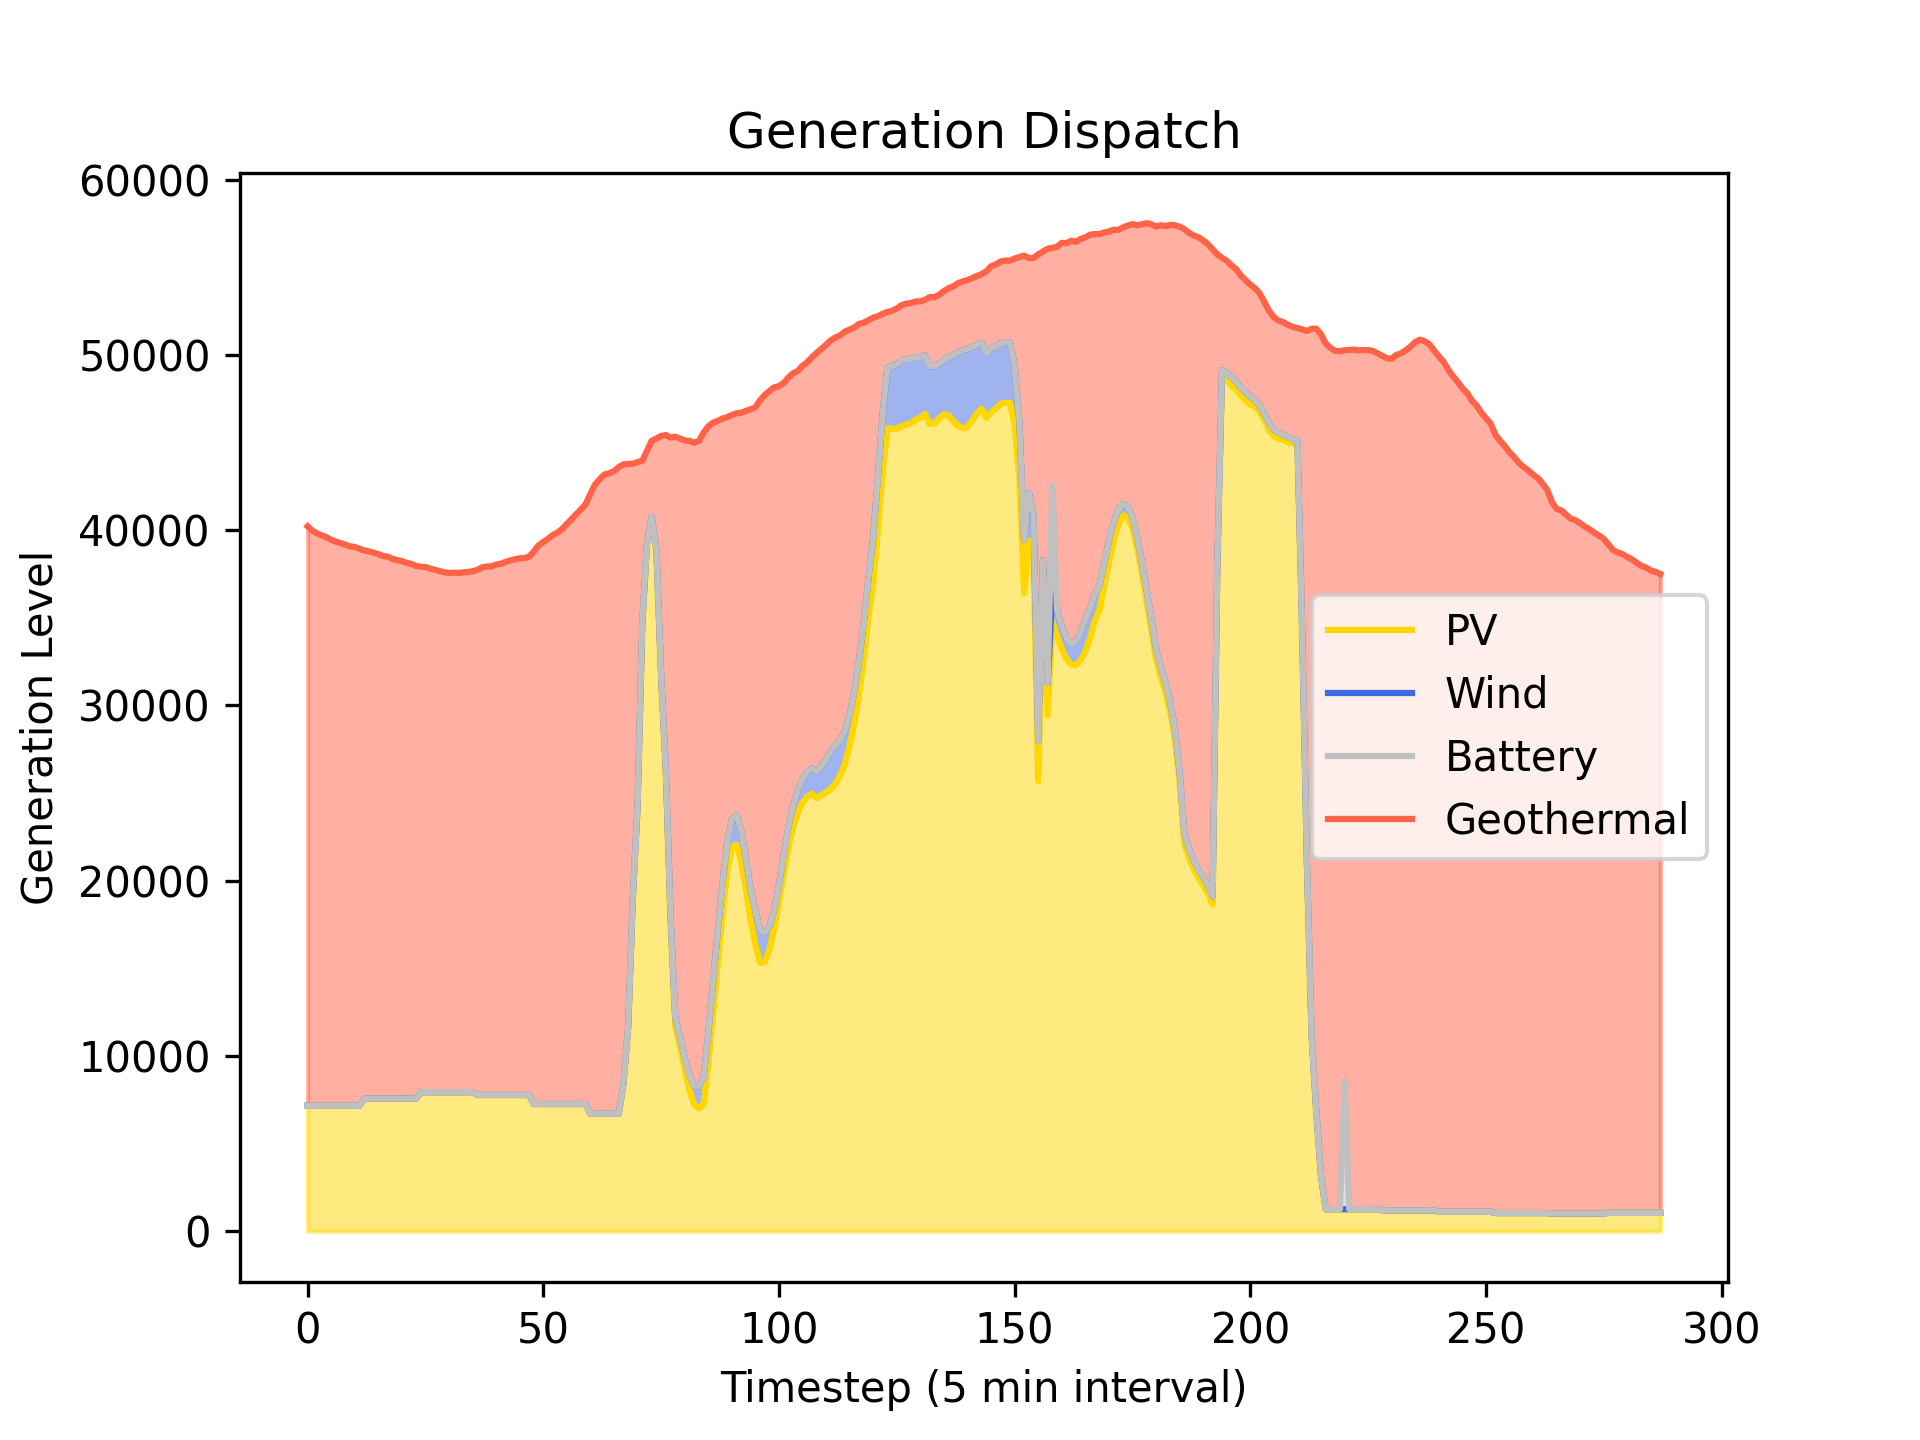 Generation Dispatch
60000
50000
40000
30000
20000
10000
0
Generation Level
0 50 100 150 200 250 300
Timestep (5 min interval)
PV
Wind
Battery
Geothermal